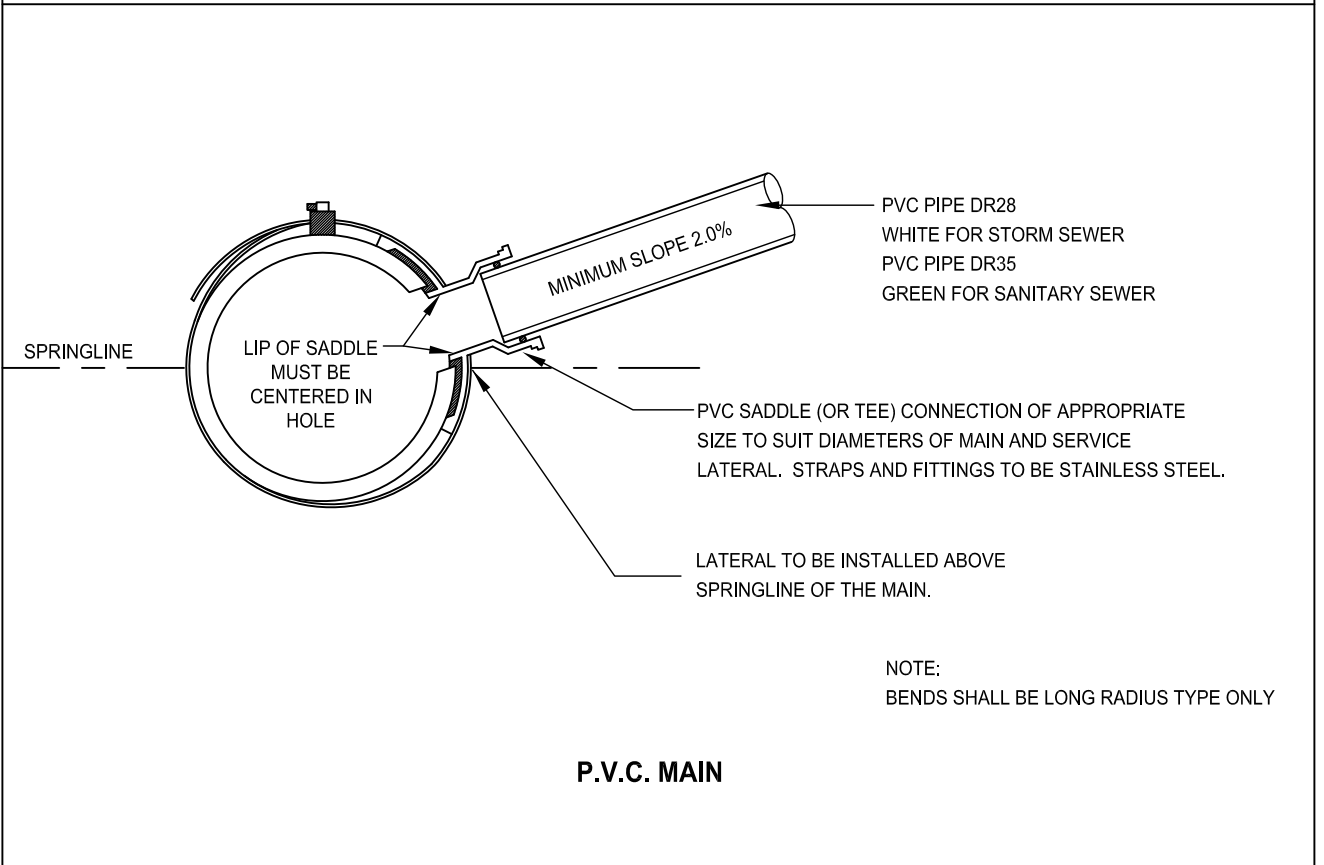 PVC PIPE DR28
WHITE FOR STORM SEWER
PVC PIPE DR35
GREEN FOR SANITARY SEWER
MINIMUM SLOPE 2.0%
SPRINGLINE
LIP OF SADDLE
MUST BE
CENTERED IN
HOLE
PVC SADDLE (OR TEE) CONNECTION OF APPROPRIATE
SIZE TO SUIT DIAMETERS OF MAIN AND SERVICE
LATERAL. STRAPS AND FITTINGS TO BE STAINLESS STEEL.
LATERAL TO BE INSTALLED ABOVE
SPRINGLINE OF THE MAIN.
NOTE:
BENDS SHALL BE LONG RADIUS TYPE ONLY
P.V.C. MAIN